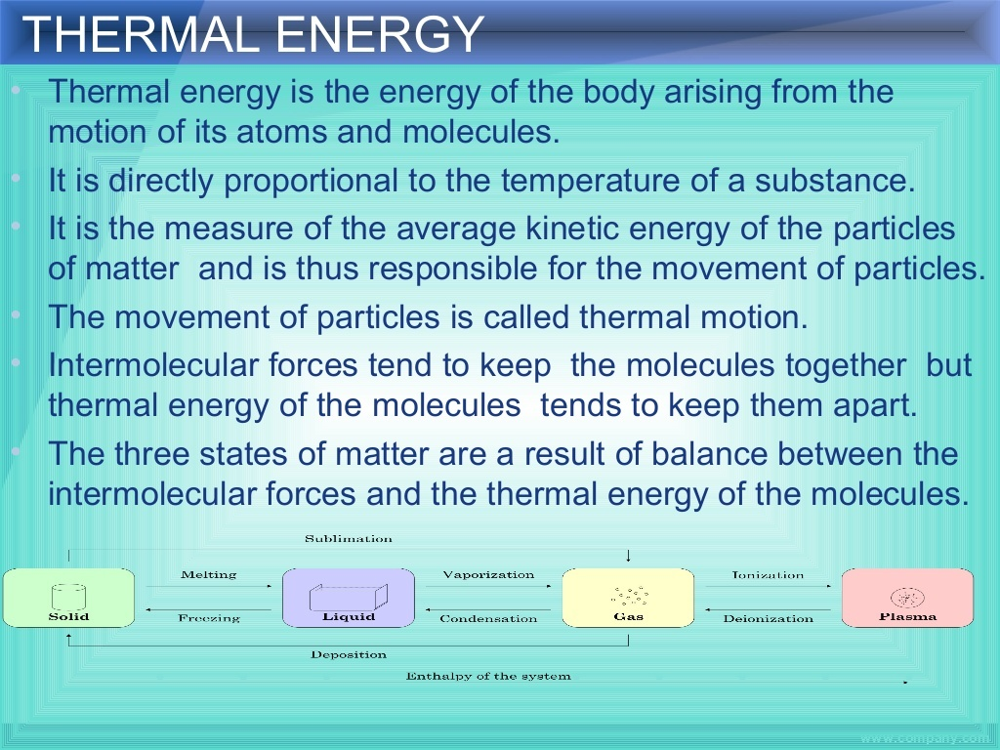 THERMAL ENERGY
• Thermal energy is the energy of the body arising from the
motion of its atoms and molecules.
• It is directly proportional to the temperature of a substance.
• It is the measure of the average kinetic energy of the particles
of matter and is thus responsible for the movement of particles.
• The movement of particles is called thermal motion.
• Intermolecular forces tend to keep the molecules together but
thermal energy of the molecules tends to keep them apart.
• The three states of matter are a result of balance between the
intermolecular forces and the thermal energy of the molecules.
Sublimation
Melting Vaporization Ionization
Solid Liquid Gas Plasma
Freezing Condensation Deionization
Deposition
Enthalpy of the system
www.company.com